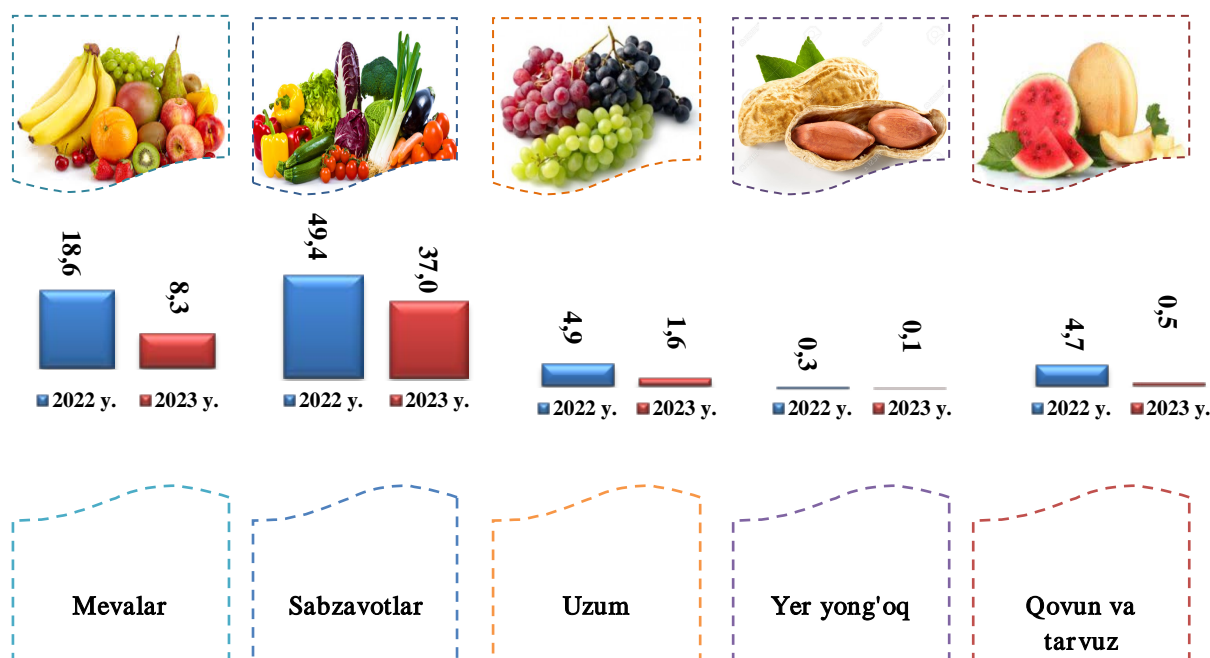 18,6
8,3
2022 y.
2023 y.
49,4
37,0
2022 y.
2023 y.
4,9
1,6
2022 y.
2023 y.
0,3
0,1
2022 y.
2023 y.
4,7
0,5
2022 y.
2023 y.
Mevalar
Sabzavotlar
Uzum
Yer yong'oq
Qovun va
tarvuz